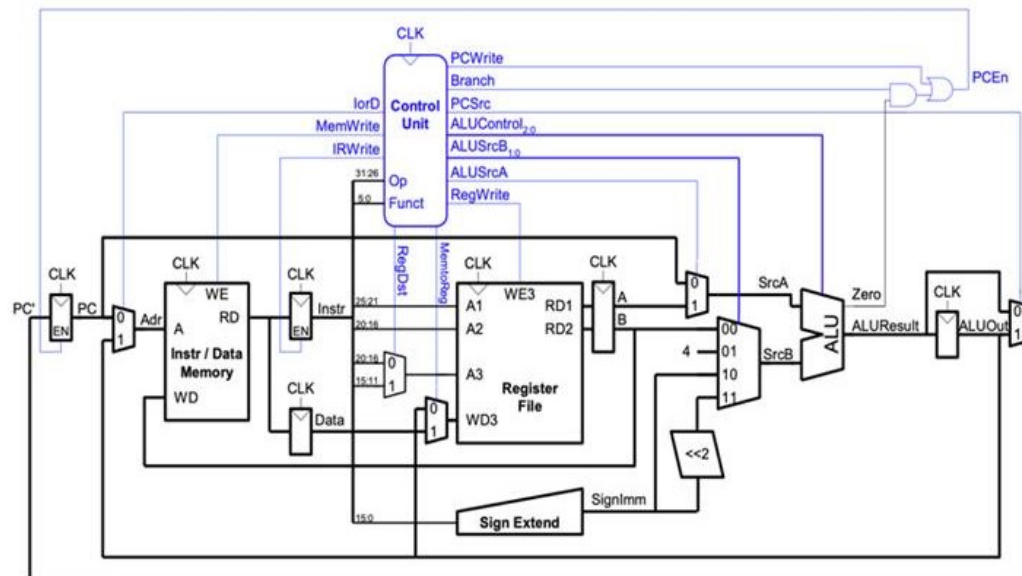 CLK
PCWrite
Branch
PCEn
IorD
Control
Unit
PCSrc
MemWrite
ALUControl2:0
IRWrite
ALUSrcB1:0
31:26
Op
ALUSrcA
5:0
Funct
RegWrite
RegDst
MemtoReg
CLK
CLK
CLK
CLK
CLK
PC'
EN
PC
0
1
Adr
A
WE
RD
Instr / Data
Memory
WD
EN
Instr
25:21
A1
WE3
RD1
A
0
1
SrcA
Zero
CLK
20:16
A2
RD2
B
00
ALU
ALUResult
ALUOut
0
1
4
01
SrcB
20:16
0
A3
Register
File
10
15:11
1
11
Data
0
1
WD3
CLK
<<2
SignImm
15:0
Sign Extend